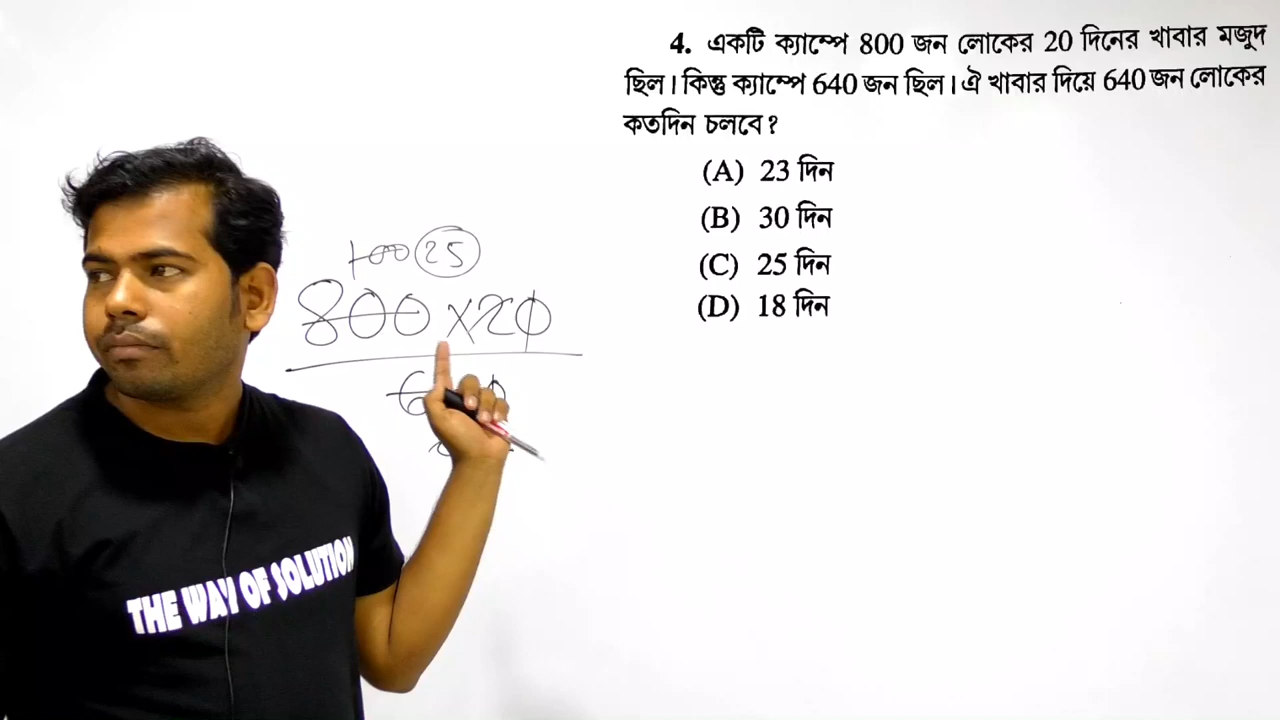 4. একটি ক্যাম্পে 800 জন লোকের 20 দিনের খাবার মজুদ
ছিল। কিন্তু ক্যাম্পে 640 জন ছিল। ঐ খাবার দিয়ে 640 জন লোকের
কতদিন চলবে?
(A) 23 দিন
(B) 30 দিন
(C) 25 দিন
(D) 18 দিন
100 25
800 × 20
THE WAY OF SOLUTION